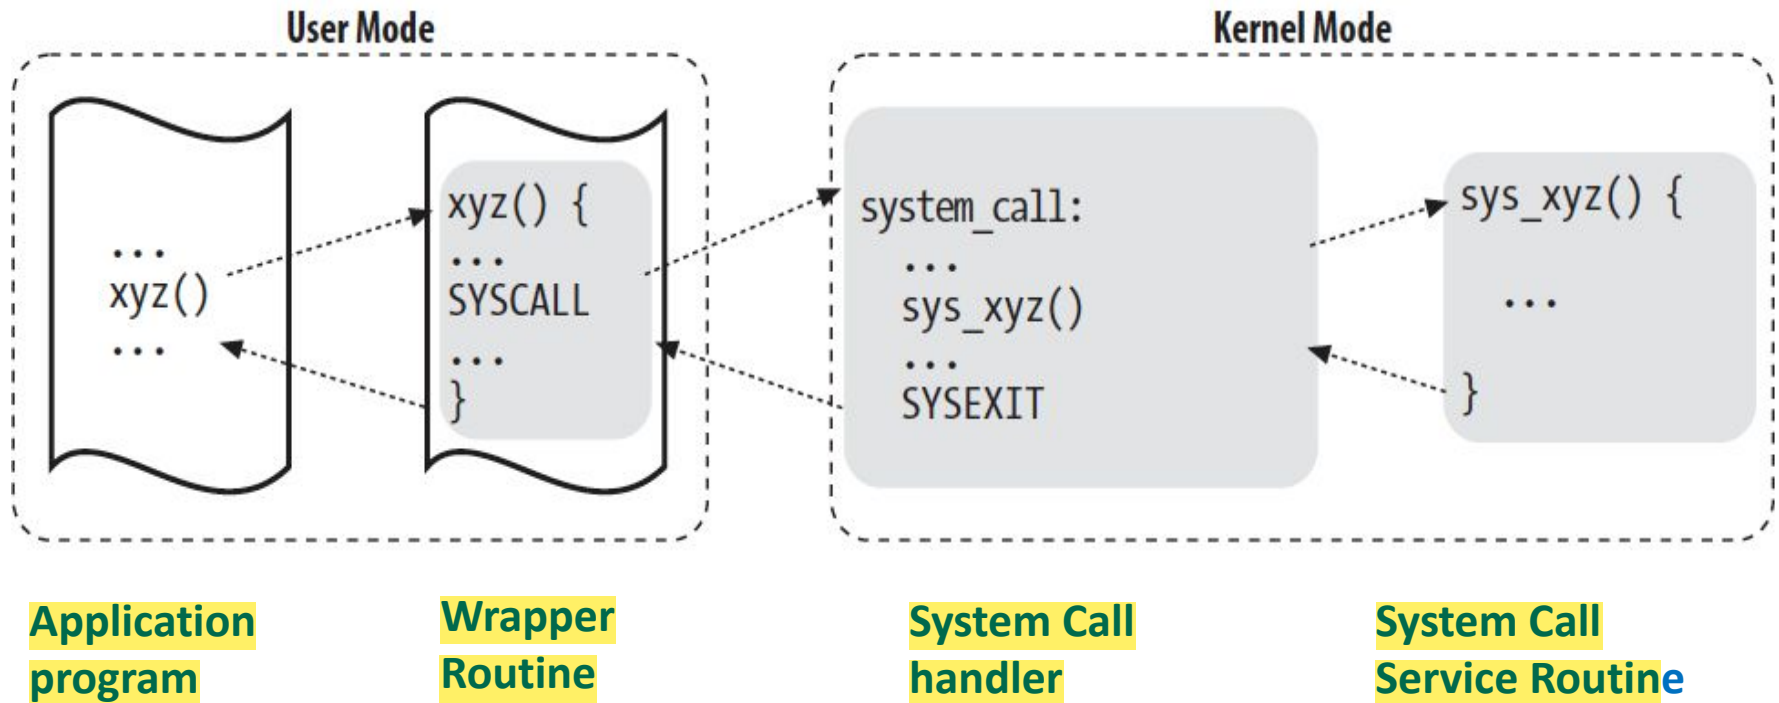 User Mode
Kernel Mode
...
xyz()
...
xyz() {
...
SYSCALL
...
}
system_call:
...
sys_xyz()
...
SYSEXIT
sys_xyz() {
...
}
Application
program
Wrapper
Routine
System Call
handler
System Call
Service Routine